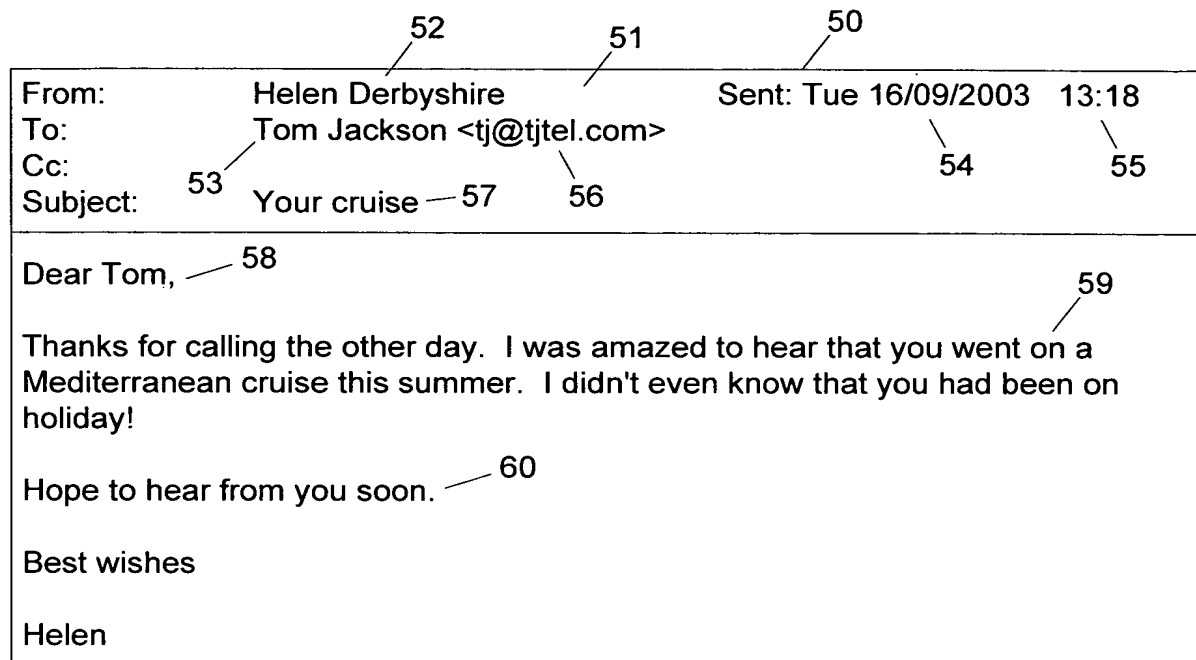 52 51 50
From: Helen Derbyshire Sent: Tue 16/09/2003 13:18
To: Tom Jackson <tj@tjtel.com>
Cc: 53 54 55
Subject: Your cruise 57 56
Dear Tom, 58
59
Thanks for calling the other day. I was amazed to hear that you went on a
Mediterranean cruise this summer. I didn't even know that you had been on
holiday!
60
Hope to hear from you soon.
Best wishes
Helen